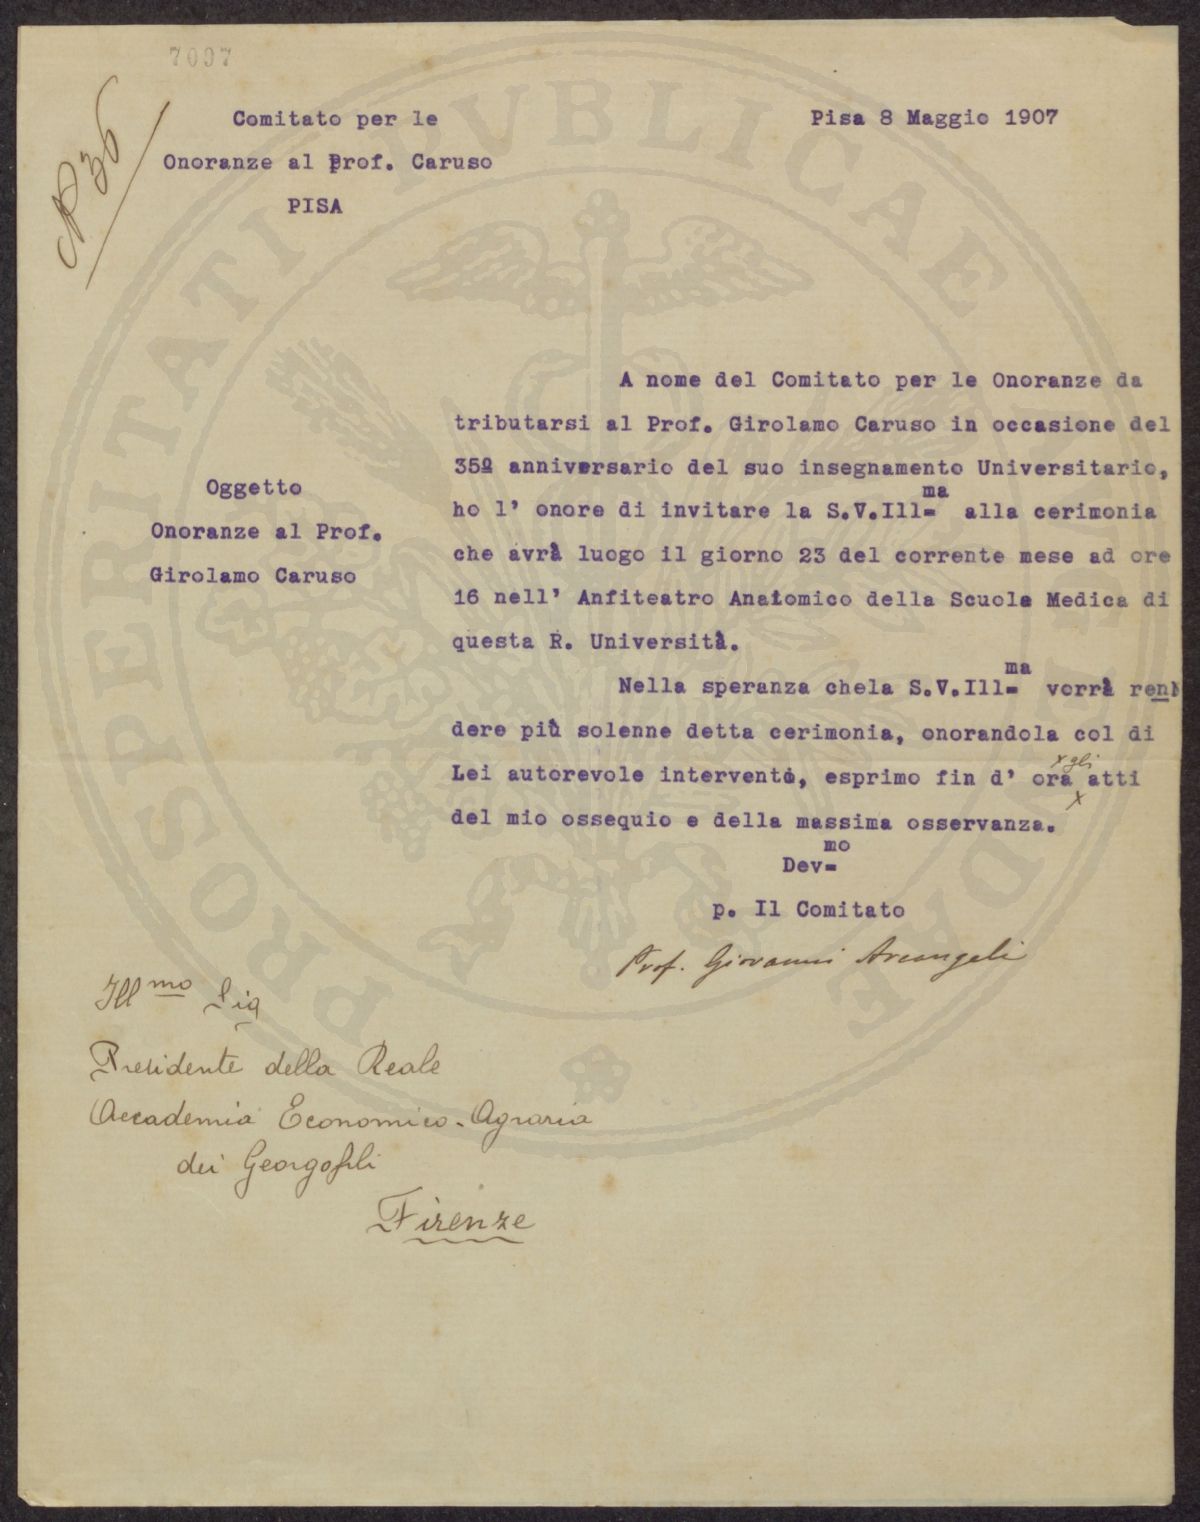 7097
N 36
Comitato per le
Onoranze al Prof. Caruso
PISA
Pisa 8 Maggio 1907
Oggetto
Onoranze al Prof.
Girolamo Caruso
A nome del Comitato per le Onoranze da
tributarsi al Prof. Girolamo Caruso in occasione del
35º anniversario del suo insegnamento Universitario,
ho l' onore di invitare la S.V.Ill=ma alla cerimonia
che avrà luogo il giorno 23 del corrente mese ad ore
16 nell' Anfiteatro Anatomico della Scuola Medica di
questa R. Università.
Nella speranza chela S.V.Ill=ma vorrà ren
dere più solenne detta cerimonia, onorandola col di
Lei autorevole intervento, esprimo fin d' ora x gli x atti
del mio ossequio e della massima osservanza.
Dev=mo
p. Il Comitato
Prof. Giovanni Arcangeli
Ill mo Sig
Presidente della Reale
Accademia Economico-Agraria
dei Georgofili
Firenze
PROSPERITATI PUBLICAE AUGENDAE